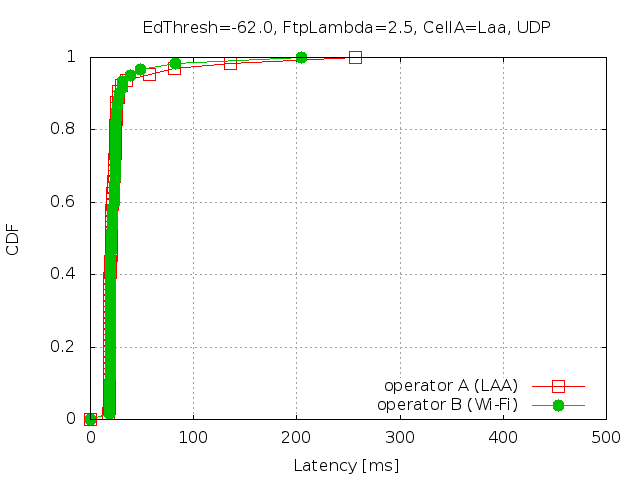 EdThresh=-62.0, FtpLambda=2.5, CellA=Laa, UDP
1
0.8
0.6
0.4
0.2
0
CDF
0 100 200 300 400 500
Latency [ms]
operator A (LAA)
operator B (Wi-Fi)